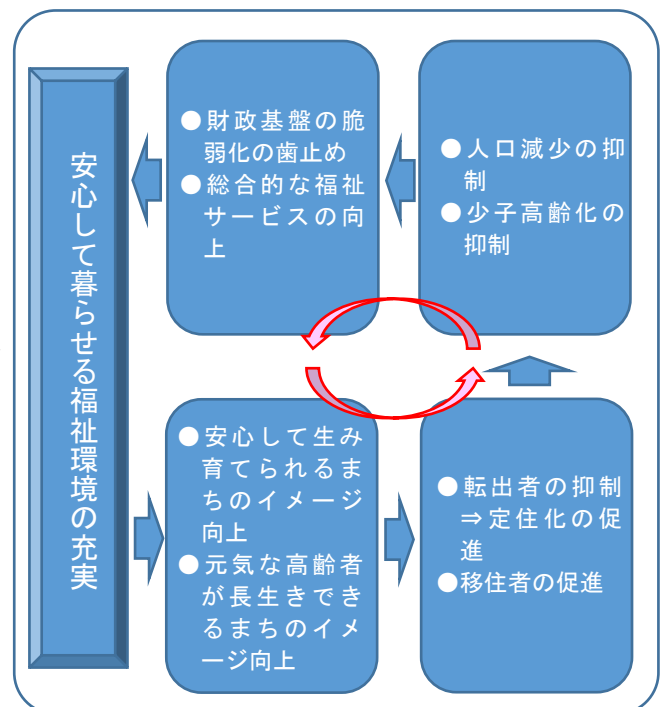 安心して暮らせる福祉環境の充実
●財政基盤の脆
弱化の歯止め
●総合的な福祉
サービスの向
上
●人口減少の抑
制
●少子高齢化の
抑制
●安心して生み
育てられるま
ちのイメージ
向上
●元気な高齢者
が長生きでき
るまちのイメ
ージ向上
●転出者の抑制
⇒定住化の促
進
●移住者の促進